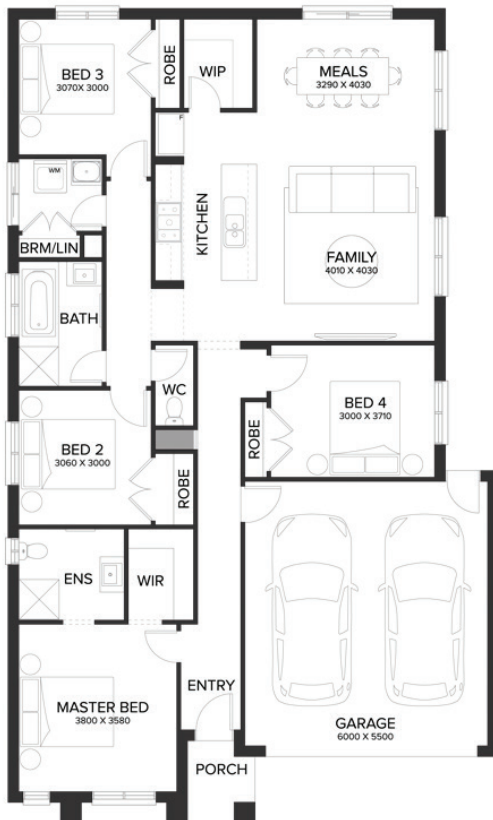 BED 3
3070X 3000
ROBE
WIP
MEALS
3290 X 4030
F
WM
KITCHEN
BRM/LIN
FAMILY
4010 X 4030
BATH
WC
BED 4
3000 X 3710
BED 2
3060 X 3000
ROBE
ROBE
ENS
WIR
MASTER BED
3800 X 3580
ENTRY
GARAGE
6000 X 5500
PORCH